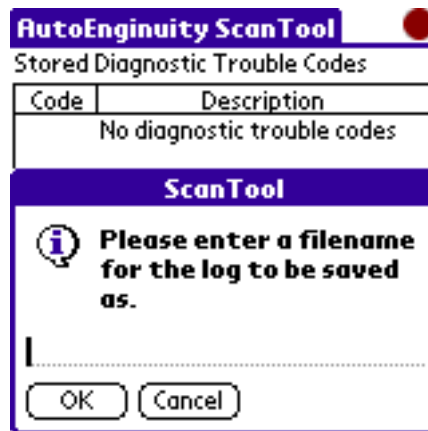 AutoEnginuity ScanTool
Stored Diagnostic Trouble Codes
Code Description
No diagnostic trouble codes
ScanTool
Please enter a filename
for the log to be saved
as.
OK Cancel